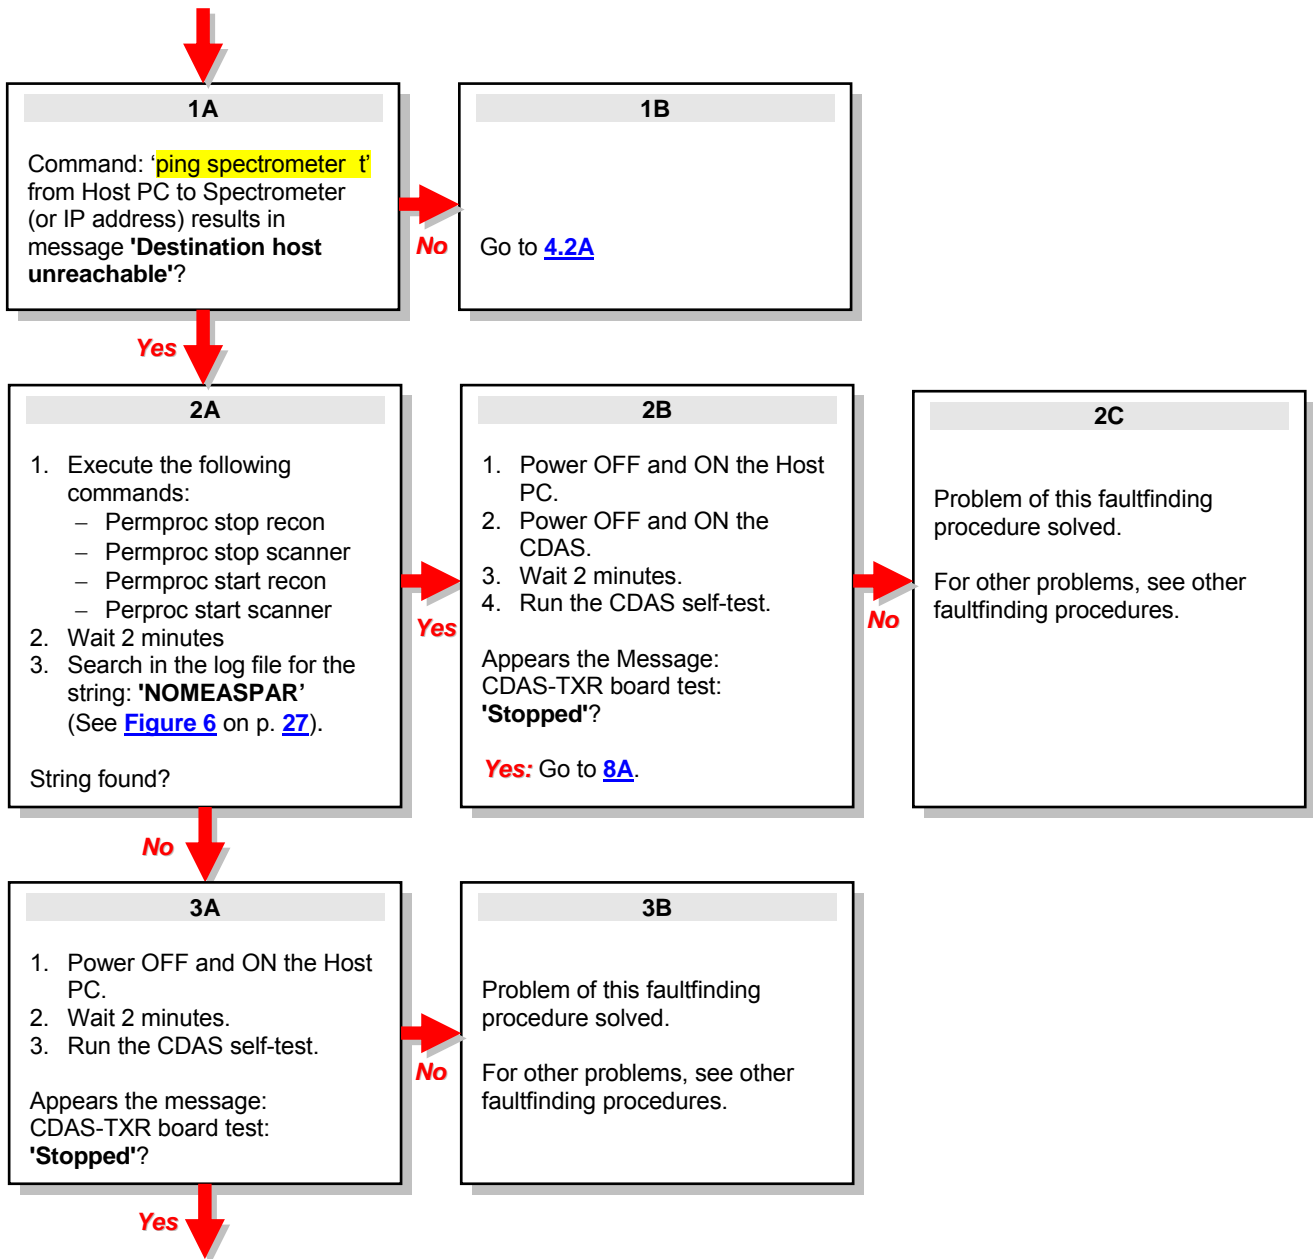 1A
Command: ‘ping spectrometer  t’
from Host PC to Spectrometer
(or IP address) results in
message 'Destination host
unreachable'?
No
1B
Go to 4.2A
Yes
2A
1. Execute the following
commands:
– Permproc stop recon
– Permproc stop scanner
– Permproc start recon
– Perproc start scanner
2. Wait 2 minutes
3. Search in the log file for the
string: 'NOMEASPAR’
(See Figure 6 on p. 27).
String found?
Yes
2B
1. Power OFF and ON the Host
PC.
2. Power OFF and ON the
CDAS.
3. Wait 2 minutes.
4. Run the CDAS self-test.
Appears the Message:
CDAS-TXR board test:
'Stopped'?
Yes: Go to 8A.
No
2C
Problem of this faultfinding
procedure solved.
For other problems, see other
faultfinding procedures.
No
3A
1. Power OFF and ON the Host
PC.
2. Wait 2 minutes.
3. Run the CDAS self-test.
Appears the message:
CDAS-TXR board test:
'Stopped'?
No
3B
Problem of this faultfinding
procedure solved.
For other problems, see other
faultfinding procedures.
Yes